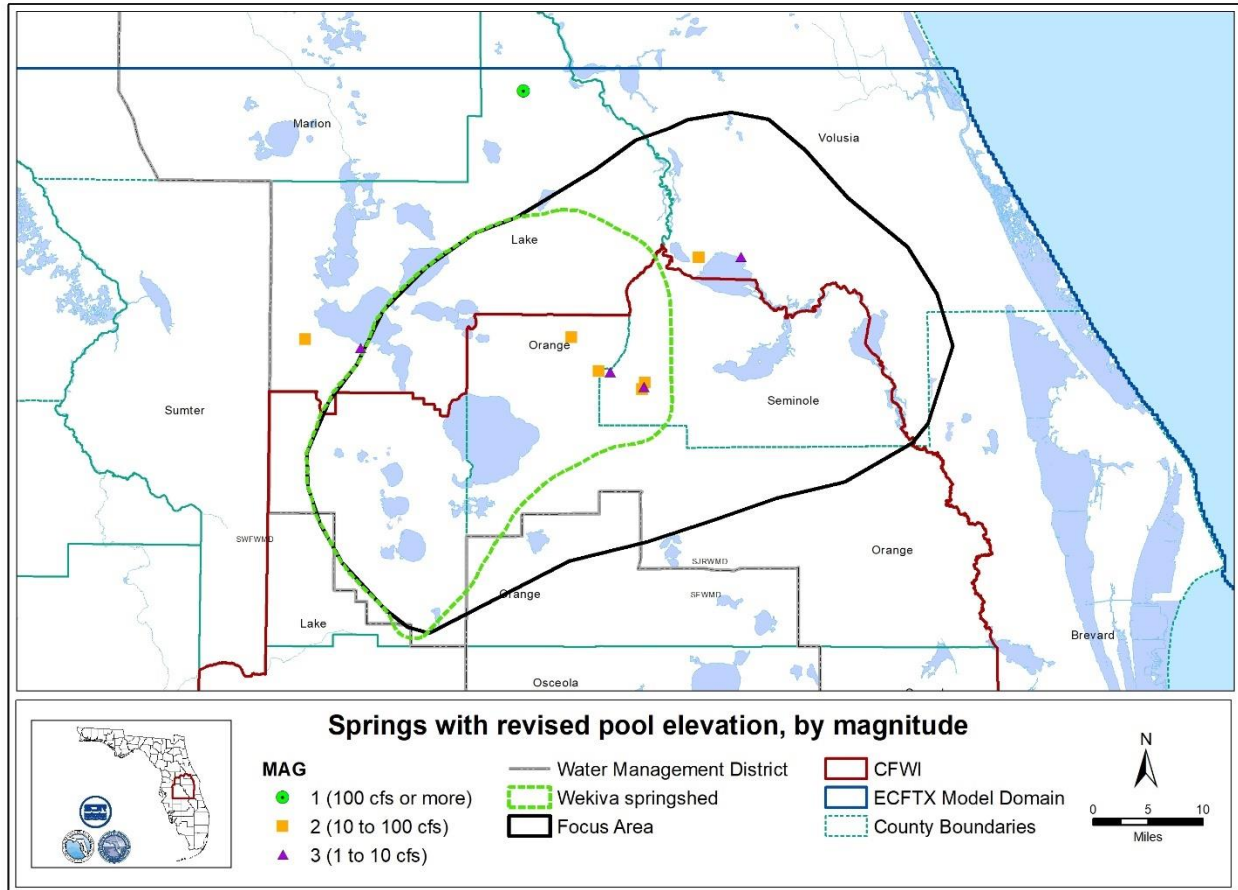 Marion
Volusia
Lake
Orange
Sumter
Seminole
SWFWMD
SJRWMD
Orange
Orange
SFWMD
Lake
Brevard
Osceola
Springs with revised pool elevation, by magnitude
MAG
1 (100 cfs or more)
2 (10 to 100 cfs)
3 (1 to 10 cfs)
Water Management District
Wekiva springshed
Focus Area
CFWI
ECFTX Model Domain
County Boundaries
N
0 5 10
Miles